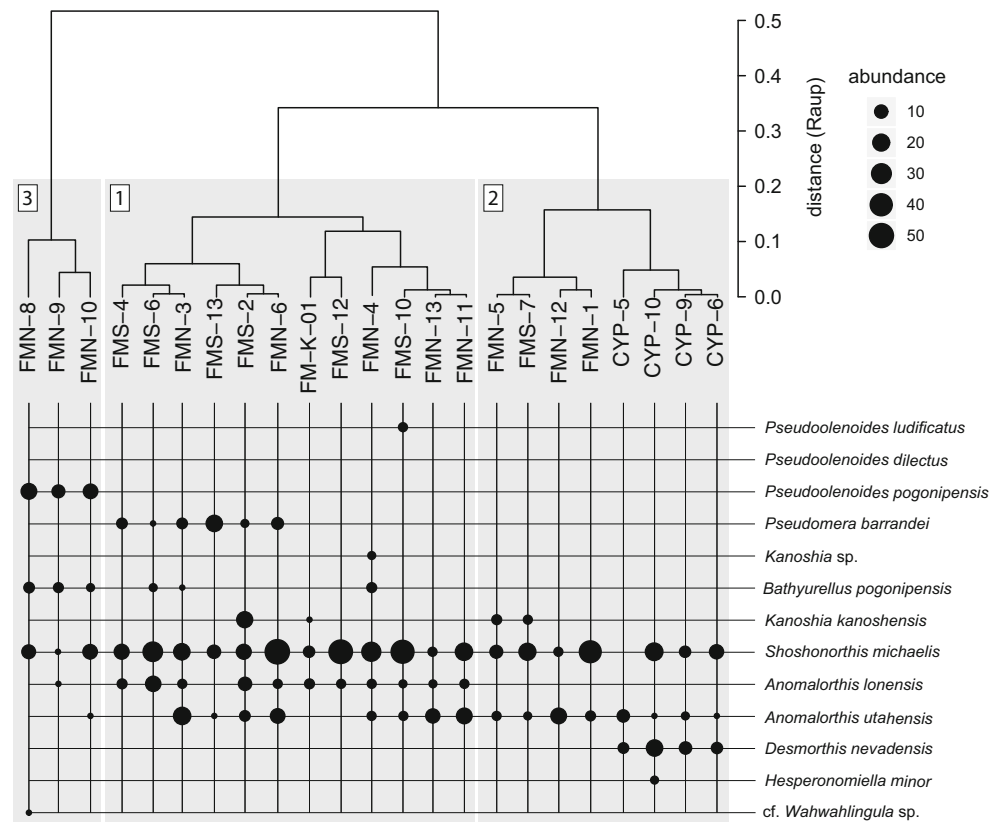 0.5
0.4
0.3
0.2
0.1
0.0
distance (Raup)
abundance
10
20
30
40
50
3
1
2
FMN-8
FMN-9
FMN-10
FMS-4
FMS-6
FMN-3
FMS-13
FMS-2
FMN-6
FM-K-01
FMS-12
FMN-4
FMS-10
FMN-13
FMN-11
FMN-5
FMS-7
FMN-12
FMN-1
CYP-5
CYP-10
CYP-9
CYP-6
Pseudoolenoides ludificatus
Pseudoolenoides dilectus
Pseudoolenoides pogonipensis
Pseudomera barrandei
Kanoshia sp.
Bathyurellus pogonipensis
Kanoshia kanoshensis
Shoshonorthis michaelis
Anomalorthis lonensis
Anomalorthis utahensis
Desmorthis nevadensis
Hesperonomiella minor
cf. Wahwahlingula sp.